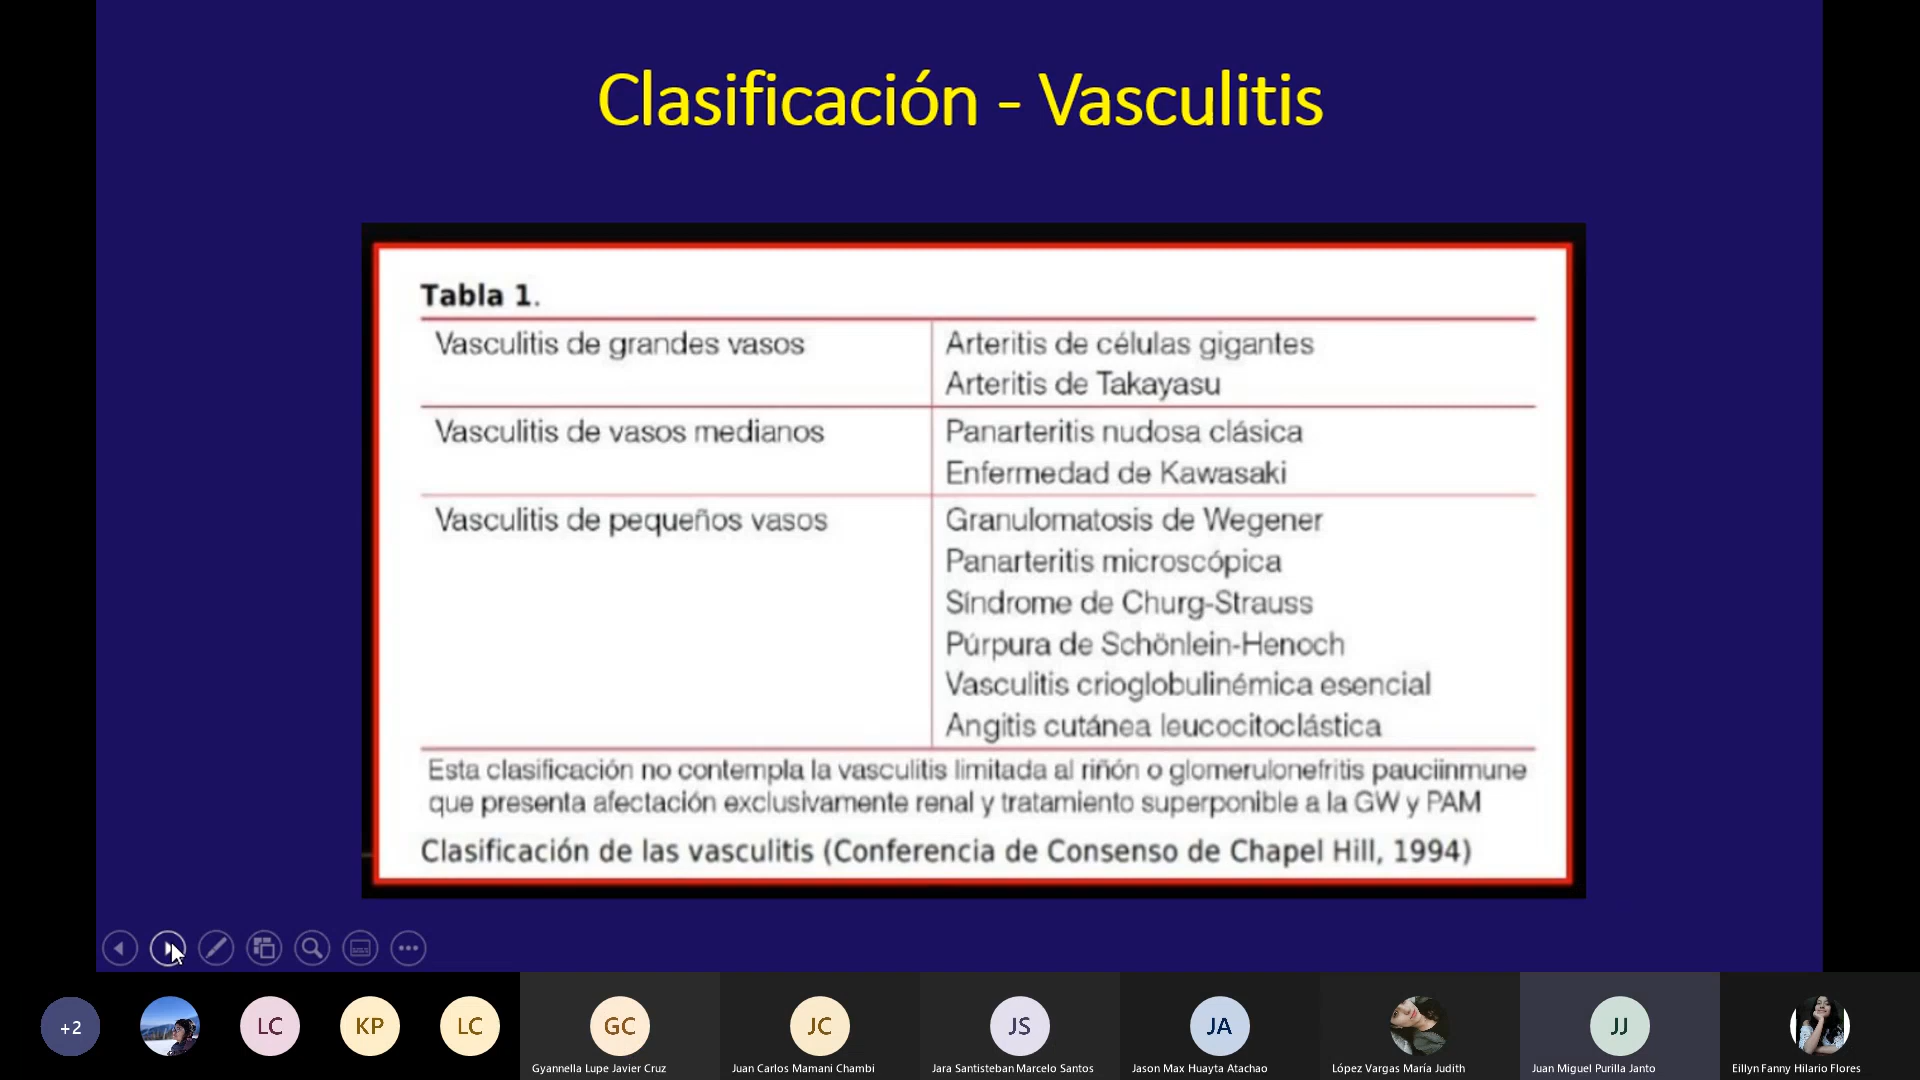 Clasificación - Vasculitis
Tabla 1.
Vasculitis de grandes vasos
Arteritis de células gigantes
Arteritis de Takayasu
Vasculitis de vasos medianos
Panarteritis nudosa clásica
Enfermedad de Kawasaki
Vasculitis de pequeños vasos
Granulomatosis de Wegener
Panarteritis microscópica
Síndrome de Churg-Strauss
Púrpura de Schönlein-Henoch
Vasculitis crioglobulinémica esencial
Angitis cutánea leucocitoclástica
Esta clasificación no contempla la vasculitis limitada al riñón o glomerulonefritis pauciinmune
que presenta afectación exclusivamente renal y tratamiento superponible a la GW y PAM
Clasificación de las vasculitis (Conferencia de Consenso de Chapel Hill, 1994)
+2
LC
KP
LC
GC
JC
JS
JA
JJ
Gyannella Lupe Javier Cruz
Juan Carlos Mamani Chambi
Jara Santisteban Marcelo Santos
Jason Max Huayta Atachao
López Vargas María Judith
Juan Miguel Purilla Janto
Eillyn Fanny Hilario Flores